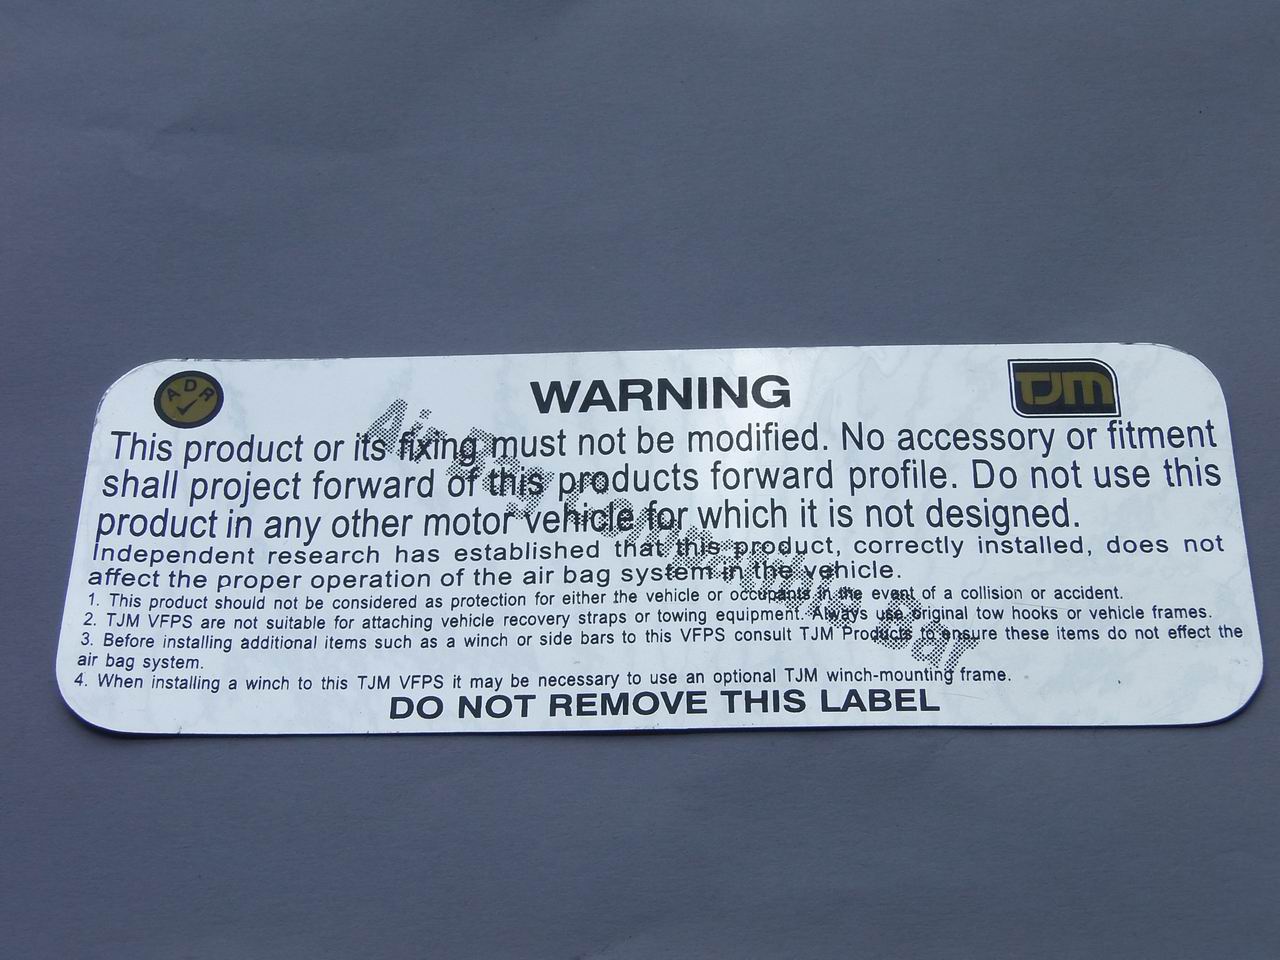 ADR
WARNING
TJM
This product or its fixing must not be modified. No accessory or fitment
shall project forward of this products forward profile. Do not use this
product in any other motor vehicle for which it is not designed.
Independent research has established that this product, correctly installed, does not
affect the proper operation of the air bag system in the vehicle.
1. This product should not be considered as protection for either the vehicle or occupants in the event of a collision or accident.
2. TJM VFPS are not suitable for attaching vehicle recovery straps or towing equipment. Always use original tow hooks or vehicle frames.
3. Before installing additional items such as a winch or side bars to this VFPS consult TJM Products to ensure these items do not effect the
air bag system.
4. When installing a winch to this TJM VFPS it may be necessary to use an optional TJM winch-mounting frame.
DO NOT REMOVE THIS LABEL
Air
Bar